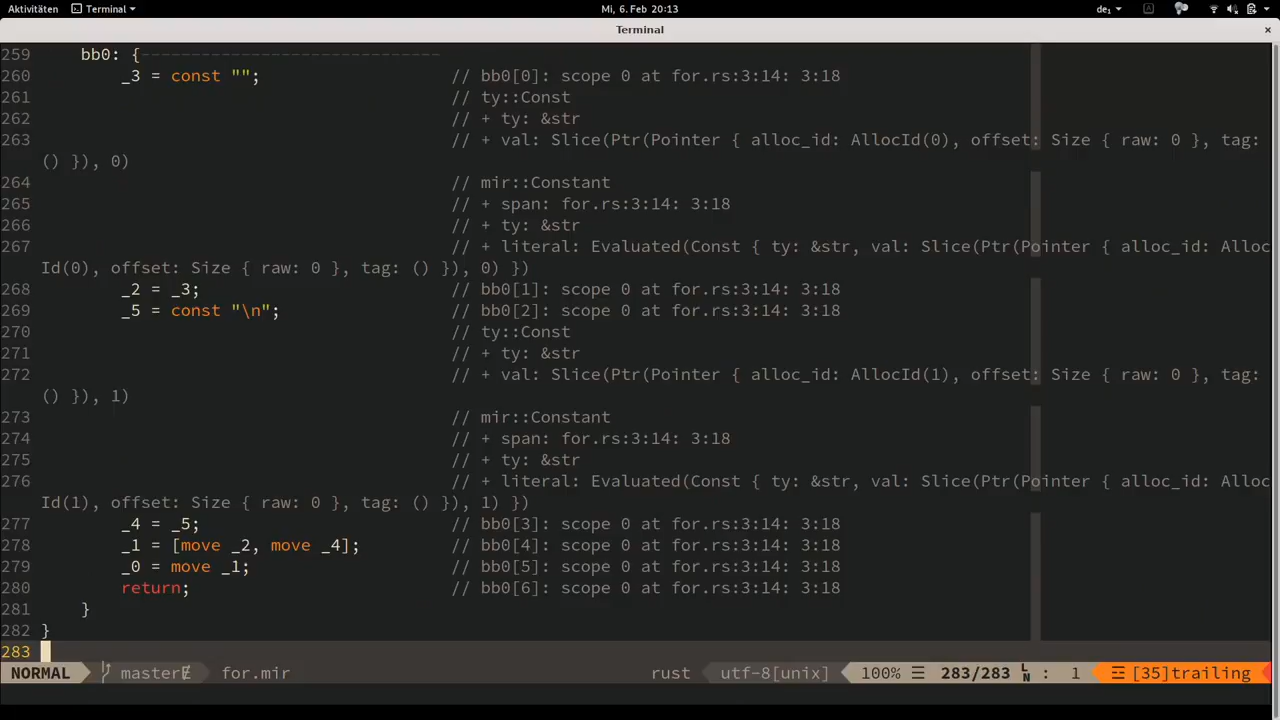 Aktivitäten Terminal Mi, 6. Feb 20:13 de₁
Terminal ×
259 bb0: {------------------------------
260 _3 = const ""; // bb0[0]: scope 0 at for.rs:3:14: 3:18
261 // ty::Const
262 // + ty: &str
263 // + val: Slice(Ptr(Pointer { alloc_id: AllocId(0), offset: Size { raw: 0 }, tag:
() }), 0)
264 // mir::Constant
265 // + span: for.rs:3:14: 3:18
266 // + ty: &str
267 // + literal: Evaluated(Const { ty: &str, val: Slice(Ptr(Pointer { alloc_id: Alloc
Id(0), offset: Size { raw: 0 }, tag: () }), 0) })
268 _2 = _3; // bb0[1]: scope 0 at for.rs:3:14: 3:18
269 _5 = const "\n"; // bb0[2]: scope 0 at for.rs:3:14: 3:18
270 // ty::Const
271 // + ty: &str
272 // + val: Slice(Ptr(Pointer { alloc_id: AllocId(1), offset: Size { raw: 0 }, tag:
() }), 1)
273 // mir::Constant
274 // + span: for.rs:3:14: 3:18
275 // + ty: &str
276 // + literal: Evaluated(Const { ty: &str, val: Slice(Ptr(Pointer { alloc_id: Alloc
Id(1), offset: Size { raw: 0 }, tag: () }), 1) })
277 _4 = _5; // bb0[3]: scope 0 at for.rs:3:14: 3:18
278 _1 = [move _2, move _4]; // bb0[4]: scope 0 at for.rs:3:14: 3:18
279 _0 = move _1; // bb0[5]: scope 0 at for.rs:3:14: 3:18
280 return; // bb0[6]: scope 0 at for.rs:3:14: 3:18
281 }
282 }
283
NORMAL masterɆ for.mir rust utf-8[unix] 100% ☰ 283/283 LN : 1 ☲ [35]trailing